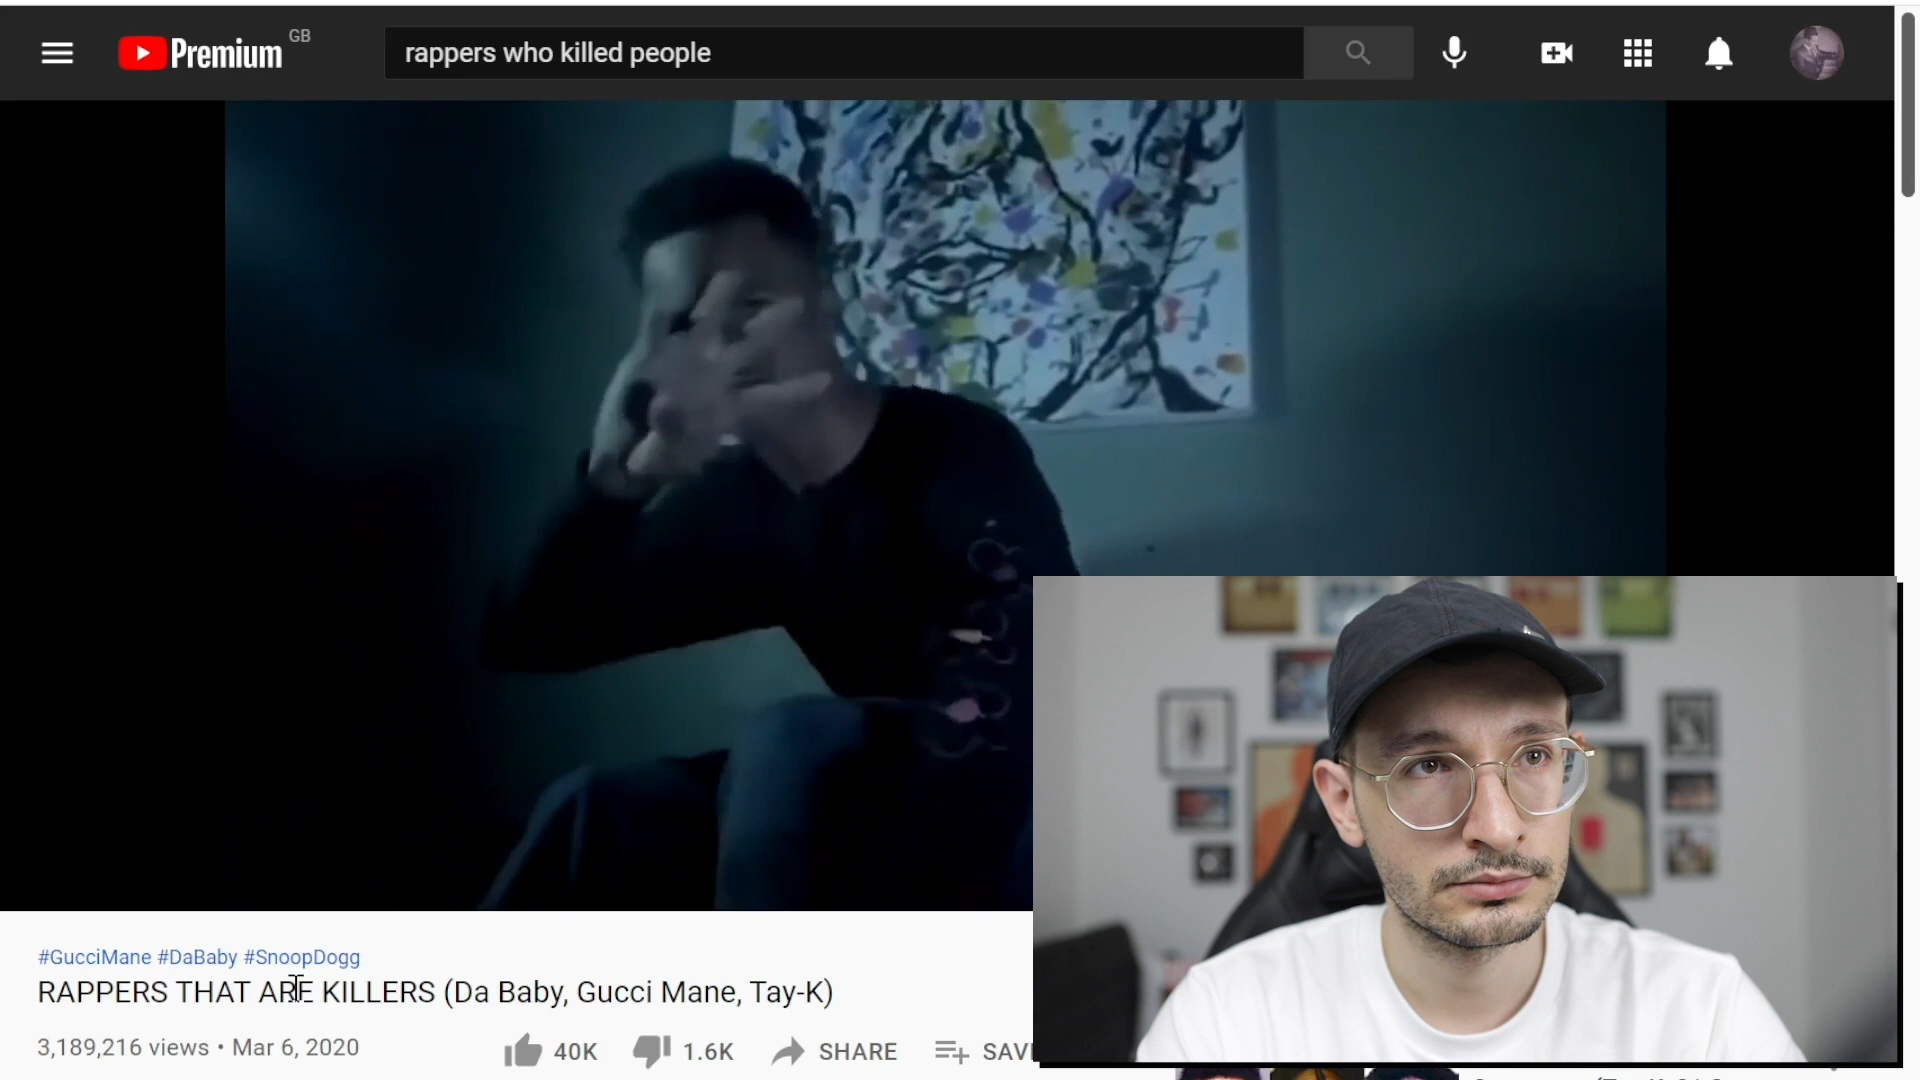 Premium GB
rappers who killed people
#GucciMane #DaBaby #SnoopDogg
RAPPERS THAT ARE KILLERS (Da Baby, Gucci Mane, Tay-K)
3,189,216 views • Mar 6, 2020
40K 1.6K SHARE